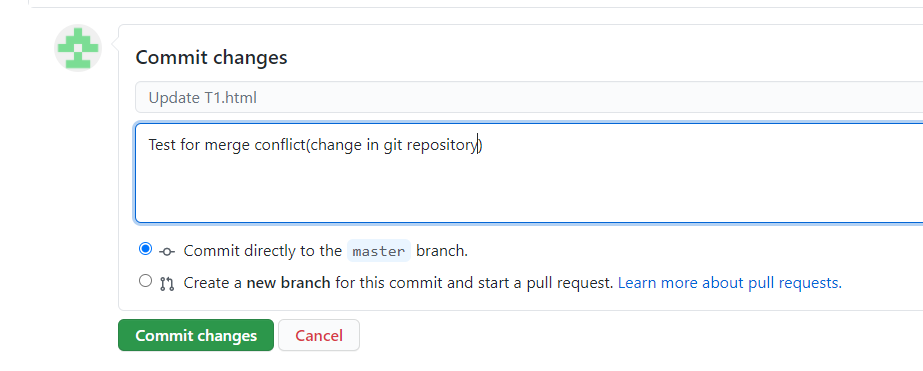 Commit changes
Update T1.html
Test for merge conflict(change in git repository)
Commit directly to the master branch.
Create a new branch for this commit and start a pull request. Learn more about pull requests.
Commit changes Cancel